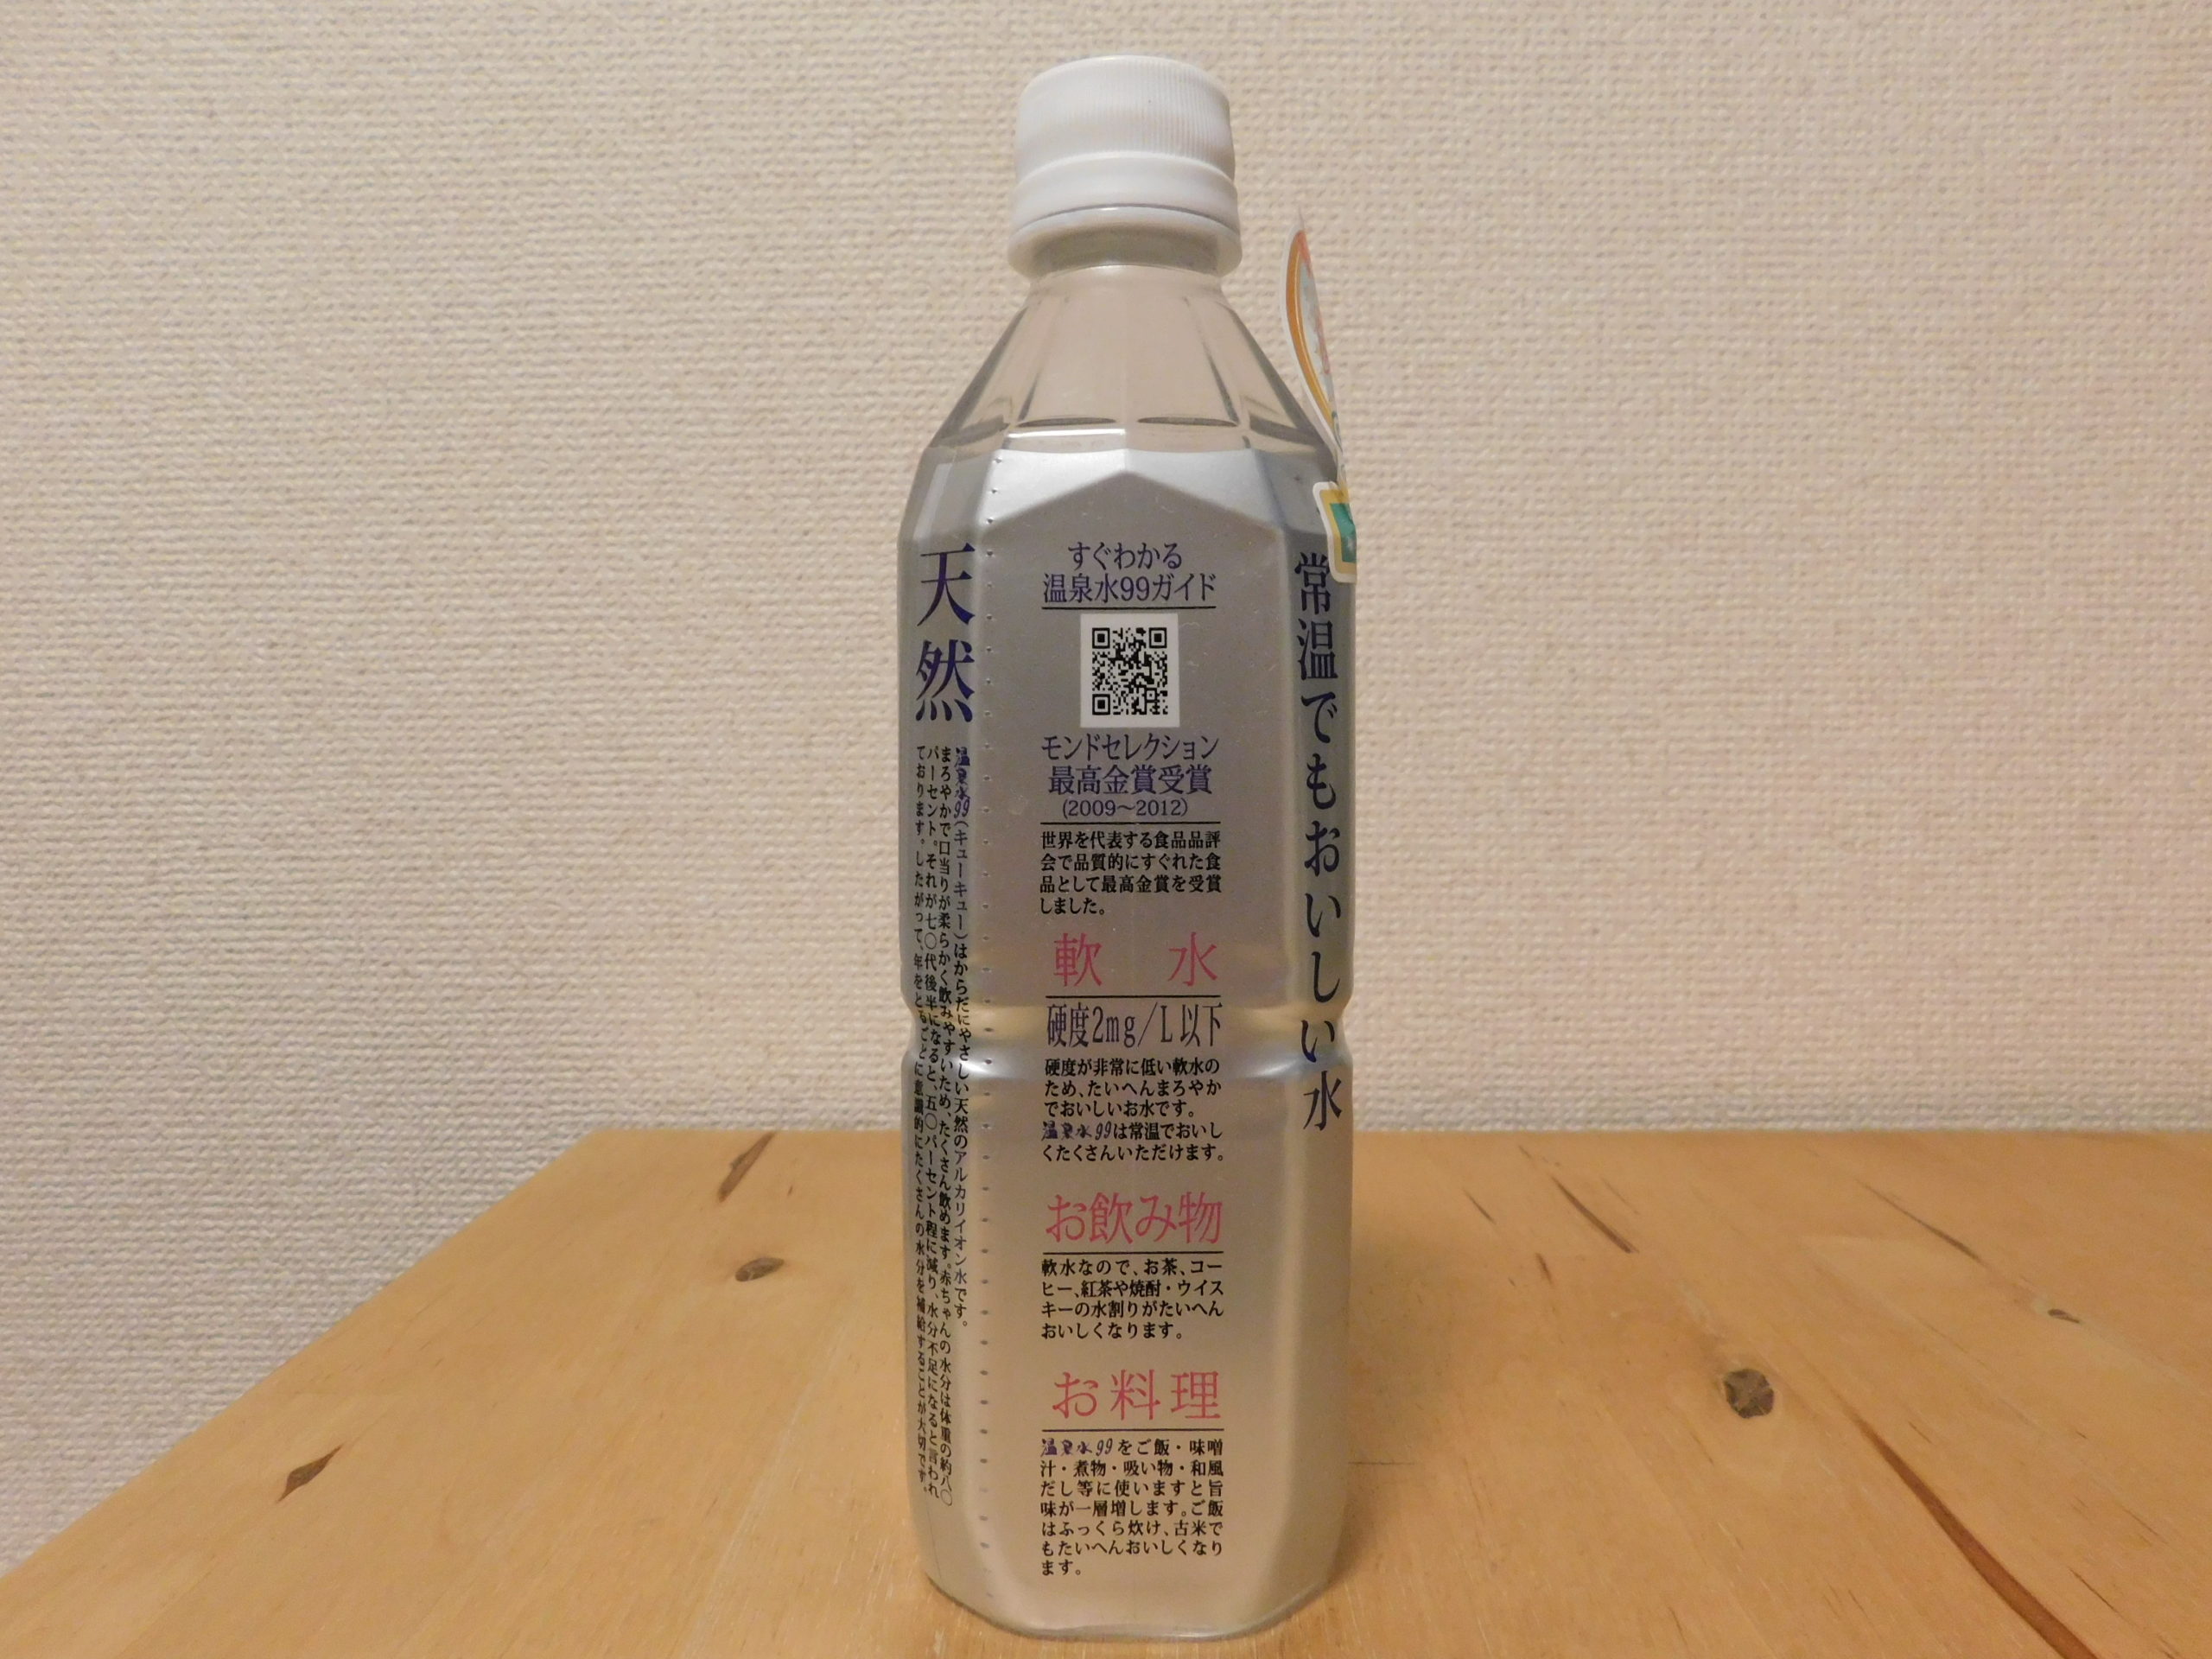 天然
温泉水99(キューキュー)はからだにやさしい天然のアルカリイオン水です。
まろやかで口当りが柔らかく飲みやすいため、たくさん飲めます。赤ちゃんの水分は体重の約八〇
パーセント。それが七〇代後半になると、五〇パーセント程に減り、水分不足になると言われ
ております。したがって、年をとるごとに意識的にたくさんの水分を補給することが大切です。
すぐわかる
温泉水99ガイド
モンドセレクション
最高金賞受賞
(2009〜2012)
世界を代表する食品品評
会で品質的にすぐれた食
品として最高金賞を受賞
しました。
軟 水
硬度2mg/L以下
硬度が非常に低い軟水の
ため、たいへんまろやか
でおいしいお水です。
温泉水99は常温でおいし
くたくさんいただけます。
お飲み物
軟水なので、お茶、コー
ヒー、紅茶や焼酎・ウイス
キーの水割りがたいへん
おいしくなります。
お料理
温泉水99をご飯・味噌
汁・煮物・吸い物・和風
だし等に使いますと旨
味が一層増します。ご飯
はふっくら炊け、古米で
もたいへんおいしくなり
ます。
常温でもおいしい水